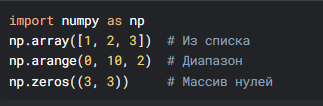 import numpy as np
np.array([1, 2, 3])  # Из списка
np.arange(0, 10, 2)  # Диапазон
np.zeros((3, 3))     # Массив нулей